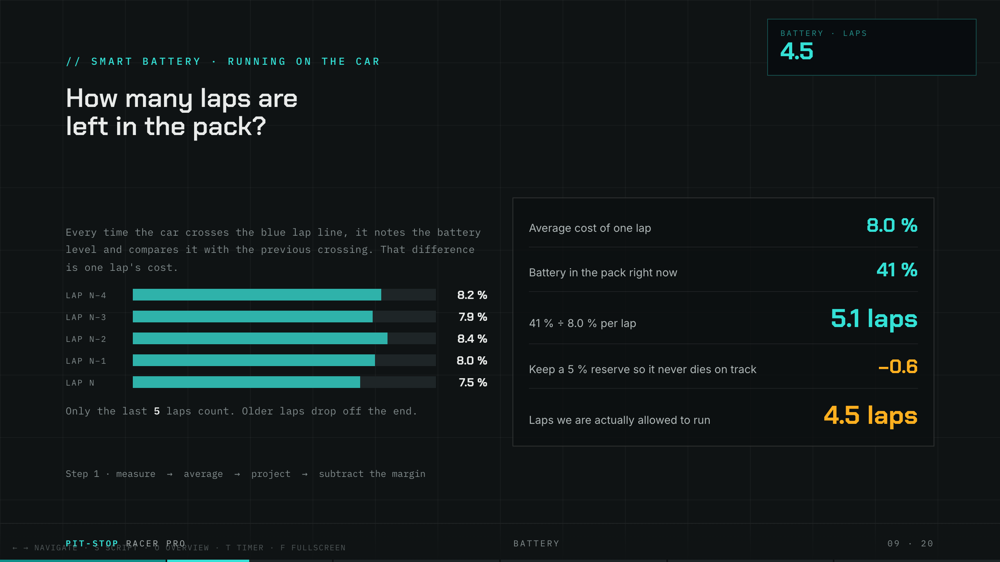 BATTERY · LAPS
4.5
// SMART BATTERY · RUNNING ON THE CAR
How many laps are
left in the pack?
Every time the car crosses the blue lap line, it notes the battery
level and compares it with the previous crossing. That difference
is one lap's cost.
LAP N−4 8.2 %
LAP N−3 7.9 %
LAP N−2 8.4 %
LAP N−1 8.0 %
LAP N 7.5 %
Only the last 5 laps count. Older laps drop off the end.
Average cost of one lap 8.0 %
Battery in the pack right now 41 %
41 % ÷ 8.0 % per lap 5.1 laps
Keep a 5 % reserve so it never dies on track −0.6
Laps we are actually allowed to run 4.5 laps
Step 1 · measure → average → project → subtract the margin
PIT-STOP RACER PRO
BATTERY
09 · 20
← → NAVIGATE · S SCRIPT · O OVERVIEW · T TIMER · F FULLSCREEN